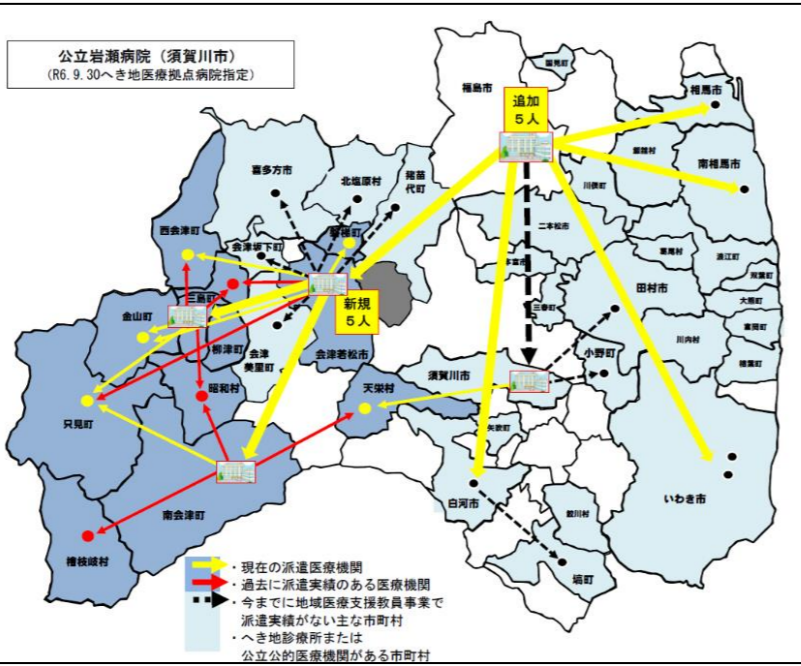 公立岩瀬病院（須賀川市）
(R6.9.30へき地医療拠点病院指定)
福島市
国見町
追加
５人
相馬市
飯舘村
南相馬市
喜多方市
北塩原村
猪苗
代町
川俣町
西会津町
会津坂下町
磐梯町
二本松市
本宮市
葛尾村
浪江町
双葉町
三島町
新規
５人
田村市
大熊町
金山町
三春町
富岡町
柳津町
会津
美里町
会津若松市
小野町
川内村
楢葉町
須賀川市
天栄村
昭和村
只見町
矢吹町
白河市
いわき市
南会津町
鮫川村
檜枝岐村
塙町
・現在の派遣医療機関
・過去に派遣実績のある医療機関
・今までに地域医療支援教員事業で
派遣実績がない主な市町村
・へき地診療所または
公立公的医療機関がある市町村